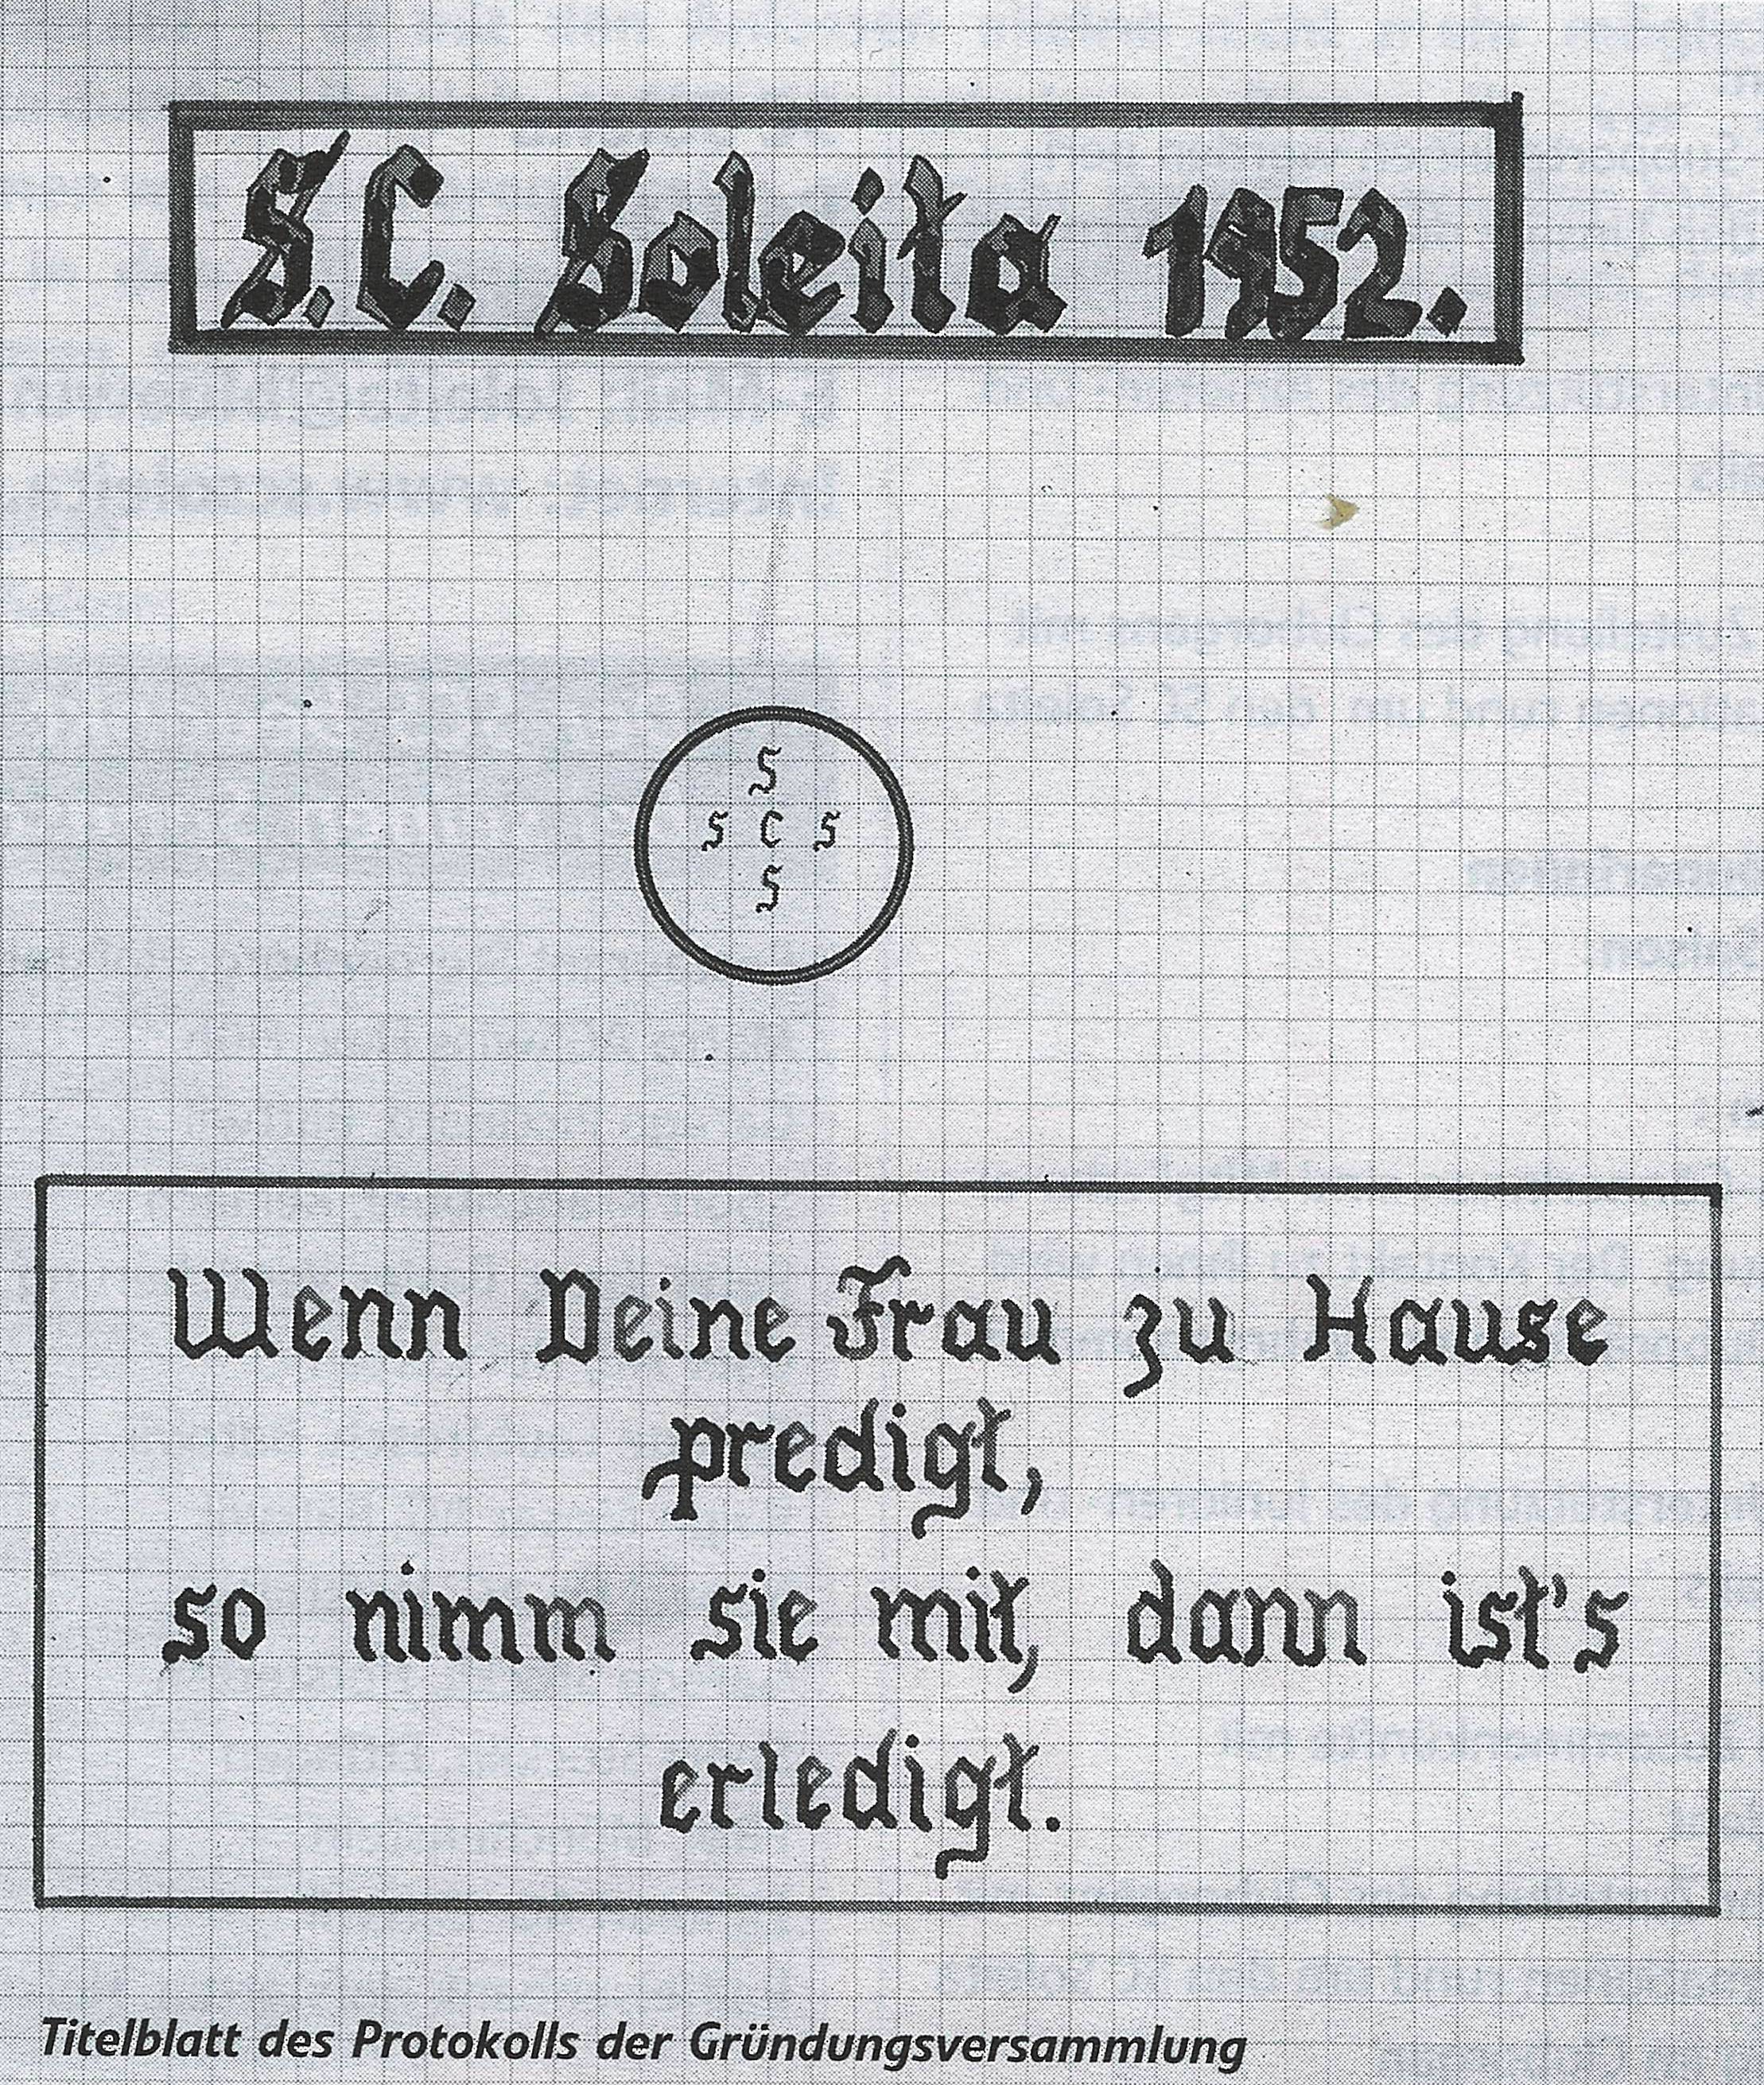 S.C. Soleita 1952.
S
S C S
S
Wenn Deine Frau zu Hause
predigt,
so nimm sie mit, dann ist's
erledigt.
Titelblatt des Protokolls der Gründungsversammlung